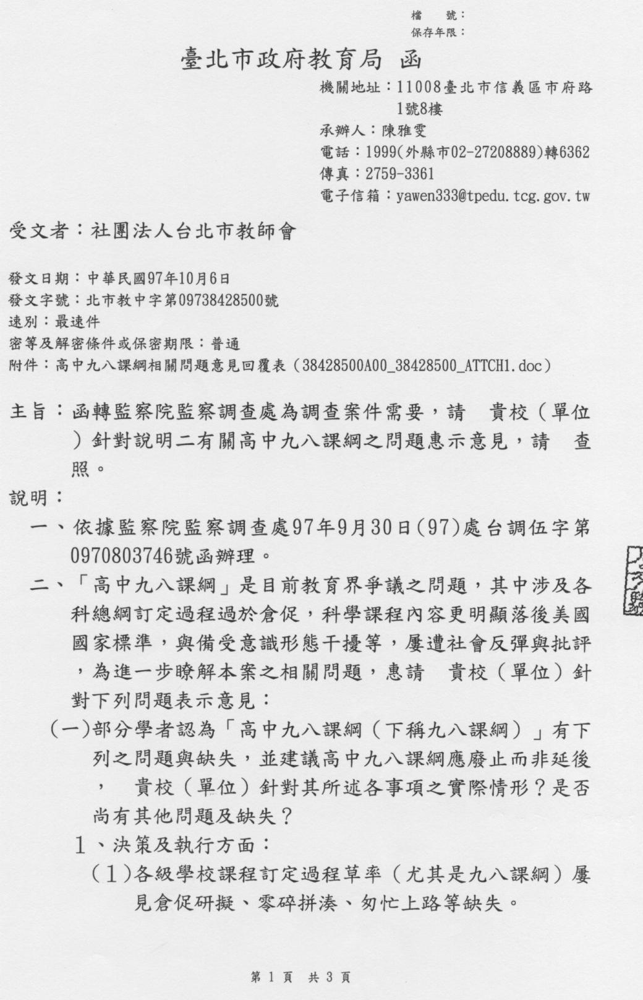 檔　　號：
保存年限：
臺北市政府教育局　函
機關地址：11008臺北市信義區市府路
1號8樓
承辦人：陳雅雯
電話：1999(外縣市02-27208889)轉6362
傳真：2759-3361
電子信箱：yawen333@tpedu.tcg.gov.tw
受文者：社團法人台北市教師會
發文日期：中華民國97年10月6日
發文字號：北市教中字第09738428500號
速別：最速件
密等及解密條件或保密期限：普通
附件：高中九八課綱相關問題意見回覆表（38428500A00_38428500_ATTCH1.doc）
主旨：函轉監察院監察調查處為調查案件需要，請　貴校（單位
）針對說明二有關高中九八課綱之問題惠示意見，請　查
照。
說明：
一、依據監察院監察調查處97年9月30日(97)處台調伍字第
0970803746號函辦理。
二、「高中九八課綱」是目前教育界爭議之問題，其中涉及各
科總綱訂定過程過於倉促，科學課程內容更明顯落後美國
國家標準，與備受意識形態干擾等，屢遭社會反彈與批評
，為進一步瞭解本案之相關問題，惠請　貴校（單位）針
對下列問題表示意見：
(一)部分學者認為「高中九八課綱（下稱九八課綱）」有下
列之問題與缺失，並建議高中九八課綱應廢止而非延後
，　貴校（單位）針對其所述各事項之實際情形？是否
尚有其他問題及缺失？
１、決策及執行方面：
(１)各級學校課程訂定過程草率（尤其是九八課綱）屢
見倉促研擬、零碎拼湊、匆忙上路等缺失。
第 1 頁　共 3 頁